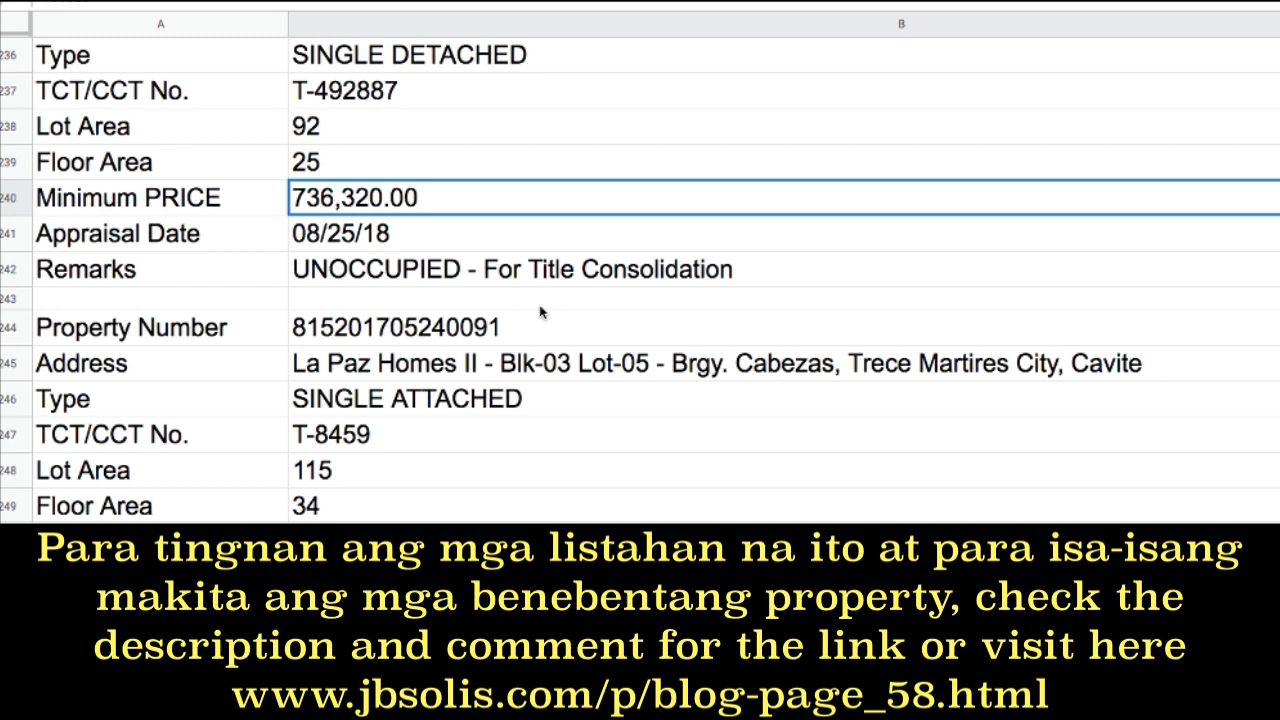 A B
236 Type SINGLE DETACHED
237 TCT/CCT No. T-492887
238 Lot Area 92
239 Floor Area 25
240 Minimum PRICE 736,320.00
241 Appraisal Date 08/25/18
242 Remarks UNOCCUPIED - For Title Consolidation
243
244 Property Number 815201705240091
245 Address La Paz Homes II - Blk-03 Lot-05 - Brgy. Cabezas, Trece Martires City, Cavite
246 Type SINGLE ATTACHED
247 TCT/CCT No. T-8459
248 Lot Area 115
249 Floor Area 34
Para tingnan ang mga listahan na ito at para isa-isang
makita ang mga benebentang property, check the
description and comment for the link or visit here
www.jbsolis.com/p/blog-page_58.html